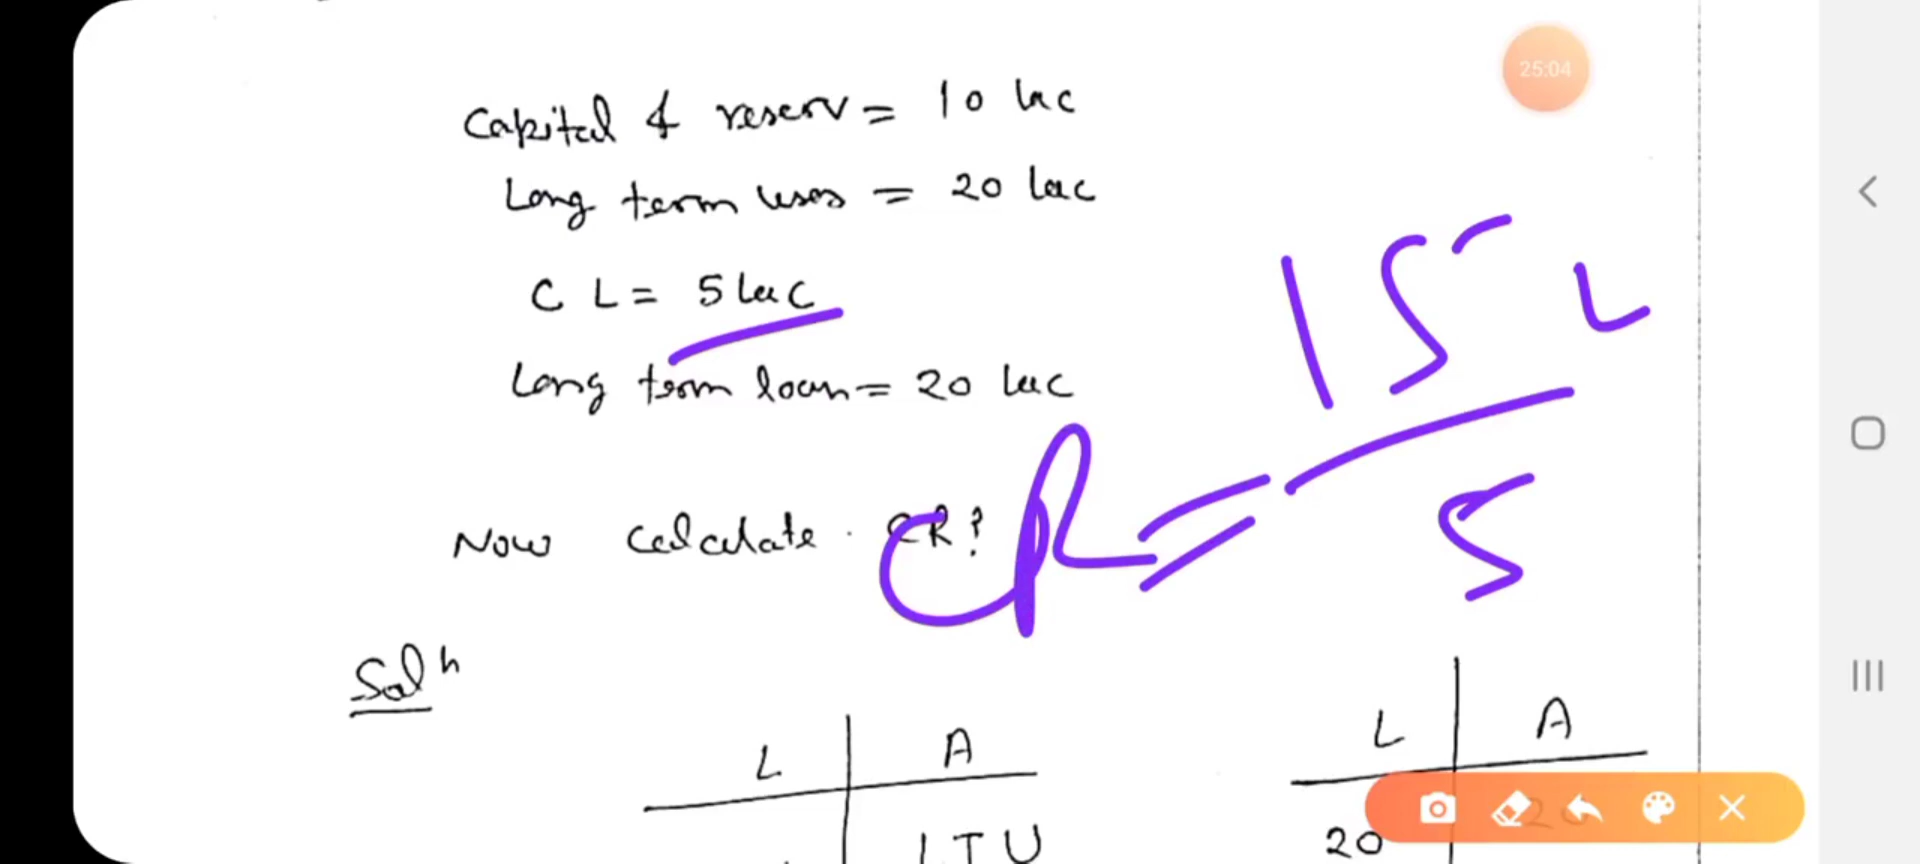 25:04
Capital & reserv = 10 lac
Long term uses = 20 lac
C L = 5 lac
Long term loan = 20 lac
15 L
CR =
5
Now Calculate CR?
Solⁿ
L A
L A
LTU
20 20